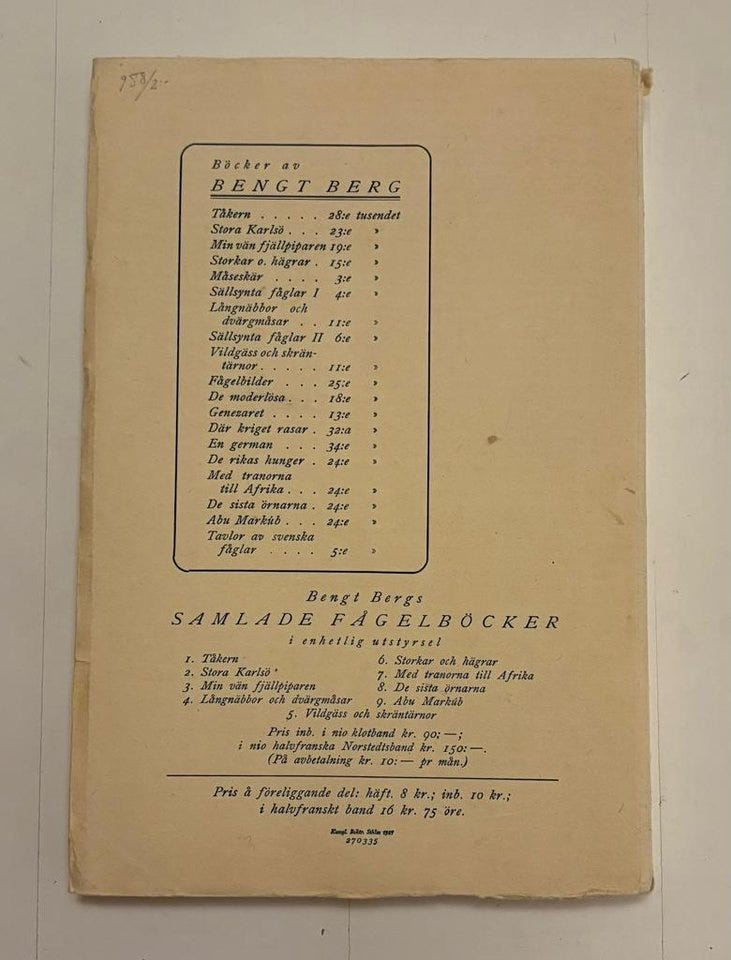 958/2--
Böcker av
BENGT BERG
Tåkern . . . . . 28:e tusendet
Stora Karlsö . . . 23:e »
Min vän fjällpiparen 19:e »
Storkar o. hägrar . 15:e »
Måseskär . . . . 3:e »
Sällsynta fåglar I 4:e »
Långnäbbor och
dvärgmåsar . . 11:e »
Sällsynta fåglar II 6:e »
Vildgäss och skrän-
tärnor . . . . . 11:e »
Fågelbilder . . . 25:e »
De moderlösa . . . 18:e »
Genezaret . . . . 13:e »
Där kriget rasar . 32:a »
En german . . . 34:e »
De rikas hunger . 24:e »
Med tranorna
till Afrika . . . 24:e »
De sista örnarna . 24:e »
Abu Markúb . . . 24:e »
Tavlor av svenska
fåglar . . . . 5:e »
Bengt Bergs
SAMLADE FÅGELBÖCKER
i enhetlig utstyrsel
1. Tåkern
2. Stora Karlsö
3. Min vän fjällpiparen
4. Långnäbbor och dvärgmåsar
6. Storkar och hägrar
7. Med tranorna till Afrika
8. De sista örnarna
9. Abu Markúb
5. Vildgäss och skräntärnor
Pris inb. i nio klotband kr. 90: —;
i nio halvfranska Norstedtsband kr. 150: —.
(På avbetalning kr. 10: — pr mån.)
Pris å föreliggande del: häft. 8 kr.; inb. 10 kr.;
i halvfranskt band 16 kr. 75 öre.
Kungl. Boktr. Sthlm 1927
270335